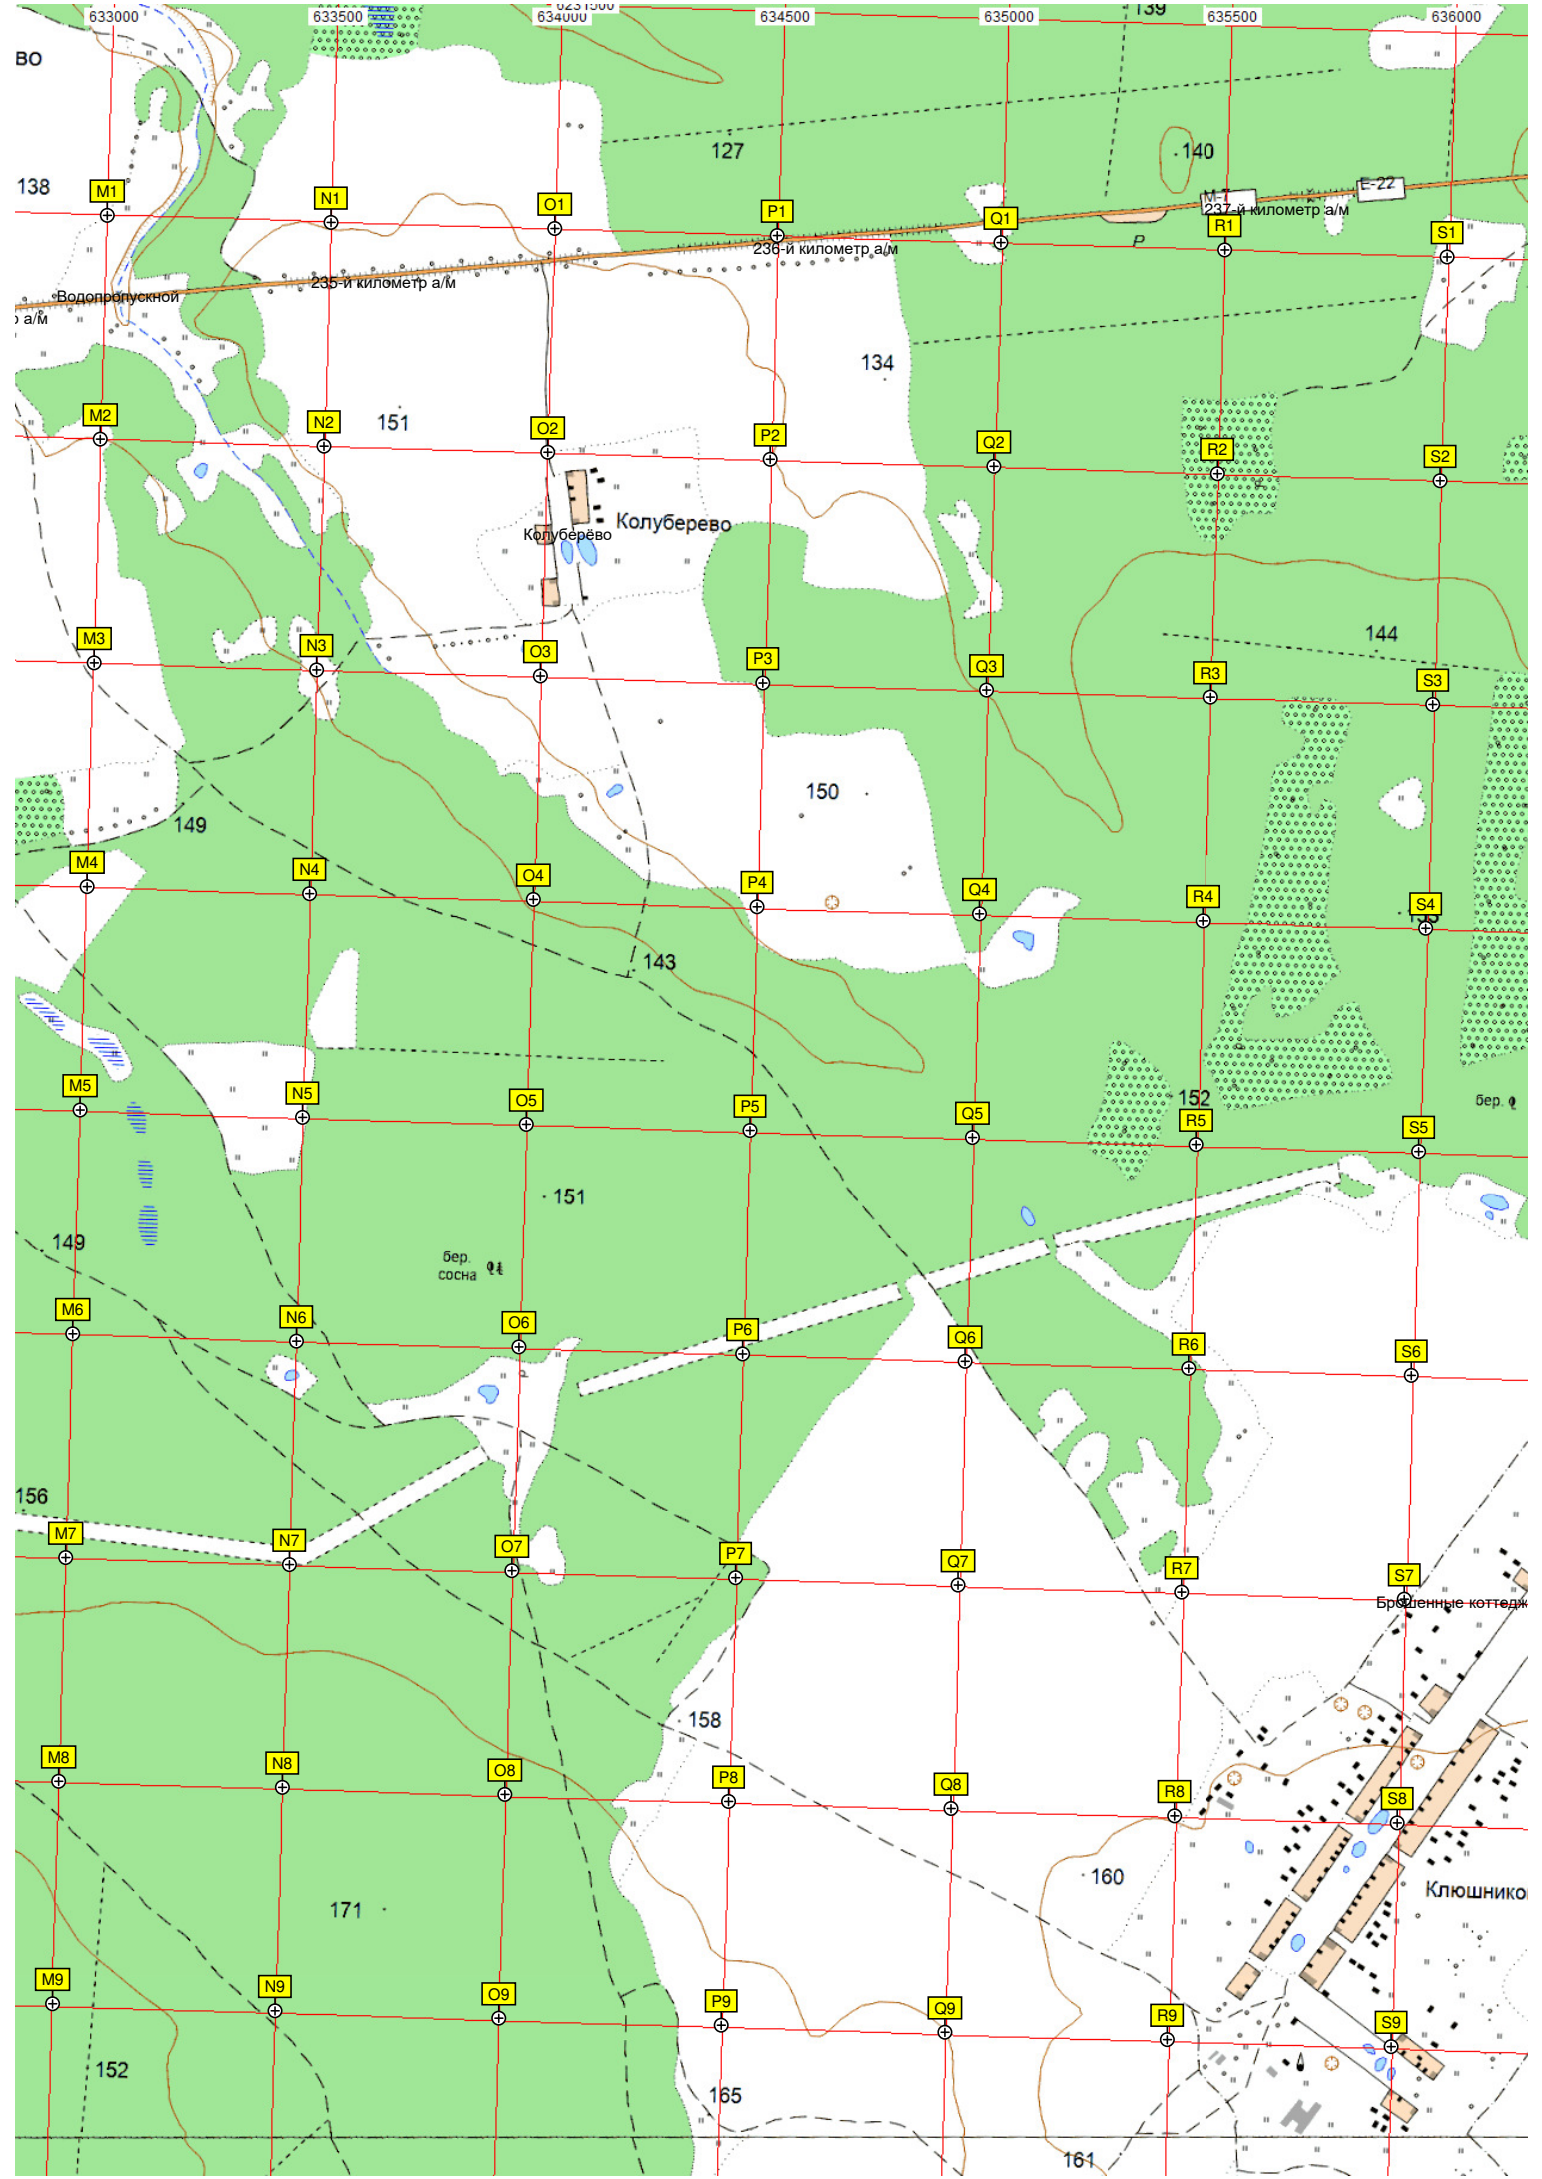 6231500
633000 633500 634000 634500 635000 635500 636000
139
ВО
127
140
138
М-7
Е-22
237-й километр а/м
M1 N1 O1 P1 Q1 R1 S1
Р
236-й километр а/м
235-й километр а/м
Водопропускной
р а/м
134
151
M2 N2 O2 P2 Q2 R2 S2
Колуберево
Колуберёво
144
M3 N3 O3 P3 Q3 R3 S3
150
149
M4 N4 O4 P4 Q4 R4 S4
143
152
бер.
M5 N5 O5 P5 Q5 R5 S5
151
149
бер.
сосна
M6 N6 O6 P6 Q6 R6 S6
156
M7 N7 O7 P7 Q7 R7 S7
Брошенные коттедж
158
M8 N8 O8 P8 Q8 R8 S8
160
Клюшнико
171
M9 N9 O9 P9 Q9 R9 S9
152
165
161